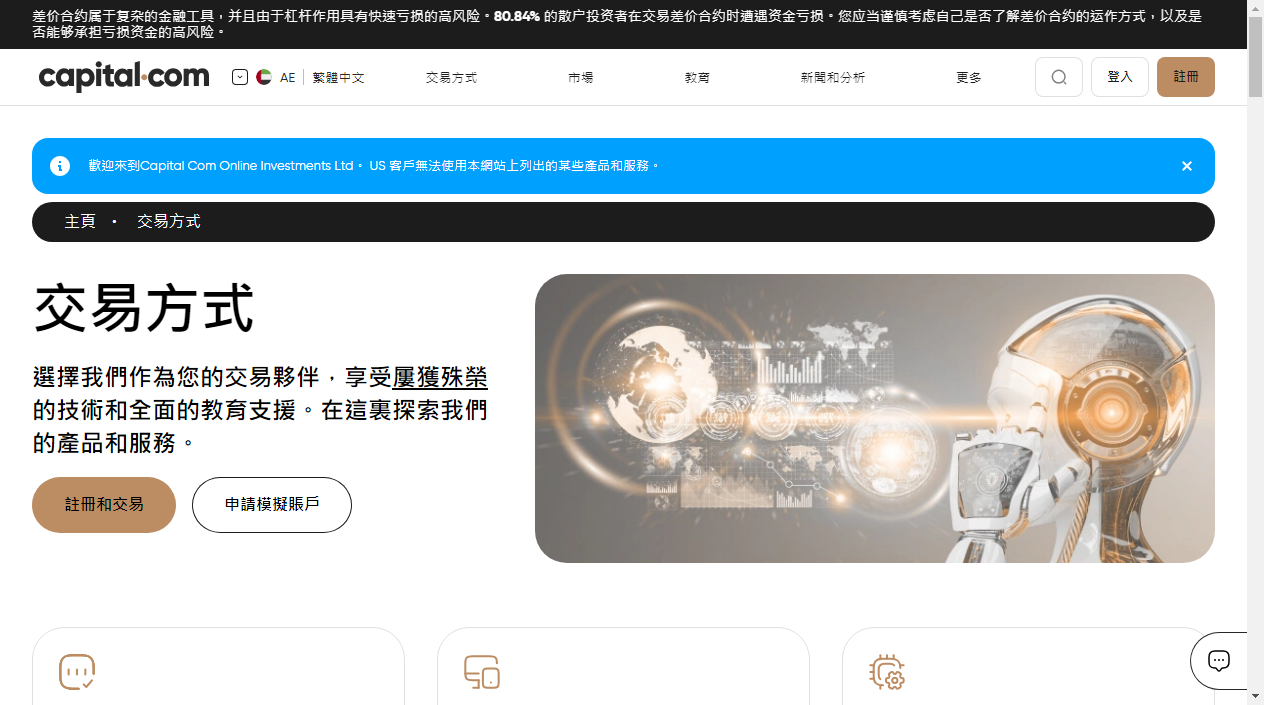 差价合约属于复杂的金融工具，并且由于杠杆作用具有快速亏损的高风险。80.84% 的散户投资者在交易差价合约时遭遇资金亏损。您应当谨慎考虑自己是否了解差价合约的运作方式，以及是
否能够承担亏损资金的高风险。
capital.com AE 繁體中文 交易方式 市場 教育 新聞和分析 更多 登入 註冊
歡迎來到Capital Com Online Investments Ltd。 US 客戶無法使用本網站上列出的某些產品和服務。
主頁 • 交易方式
交易方式
選擇我們作為您的交易夥伴，享受屢獲殊榮
的技術和全面的教育支援。在這裏探索我們
的產品和服務。
註冊和交易 申請模擬賬戶